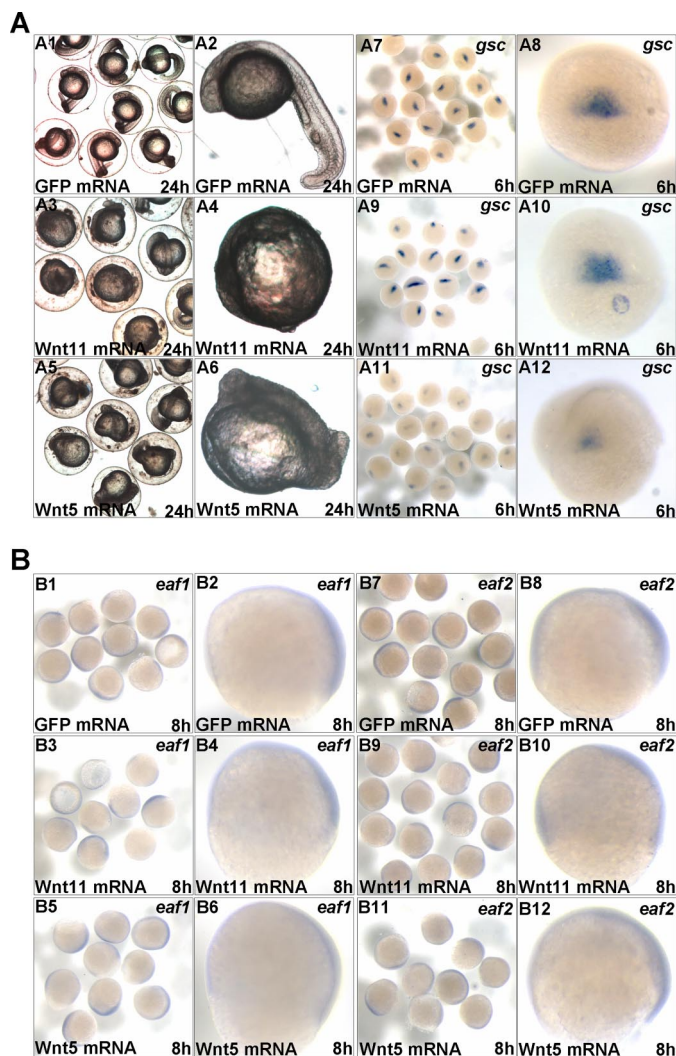 A
A1
GFP mRNA 24h
A2
GFP mRNA 24h
A7 gsc
GFP mRNA 6h
A8 gsc
GFP mRNA 6h
A3
Wnt11 mRNA 24h
A4
Wnt11 mRNA 24h
A9 gsc
Wnt11 mRNA 6h
A10 gsc
Wnt11 mRNA 6h
A5
Wnt5 mRNA 24h
A6
Wnt5 mRNA 24h
A11 gsc
Wnt5 mRNA 6h
A12 gsc
Wnt5 mRNA 6h
B
B1 eaf1
GFP mRNA 8h
B2 eaf1
GFP mRNA 8h
B7 eaf2
GFP mRNA 8h
B8 eaf2
GFP mRNA 8h
B3 eaf1
Wnt11 mRNA 8h
B4 eaf1
Wnt11 mRNA 8h
B9 eaf2
Wnt11 mRNA 8h
B10 eaf2
Wnt11 mRNA 8h
B5 eaf1
Wnt5 mRNA 8h
B6 eaf1
Wnt5 mRNA 8h
B11 eaf2
Wnt5 mRNA 8h
B12 eaf2
Wnt5 mRNA 8h